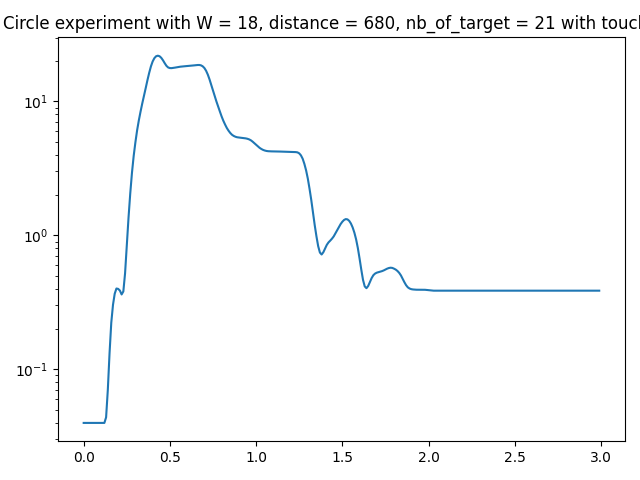 Circle experiment with W = 18, distance = 680, nb_of_target = 21 with touch
10¹
10⁰
10⁻¹
0.0 0.5 1.0 1.5 2.0 2.5 3.0